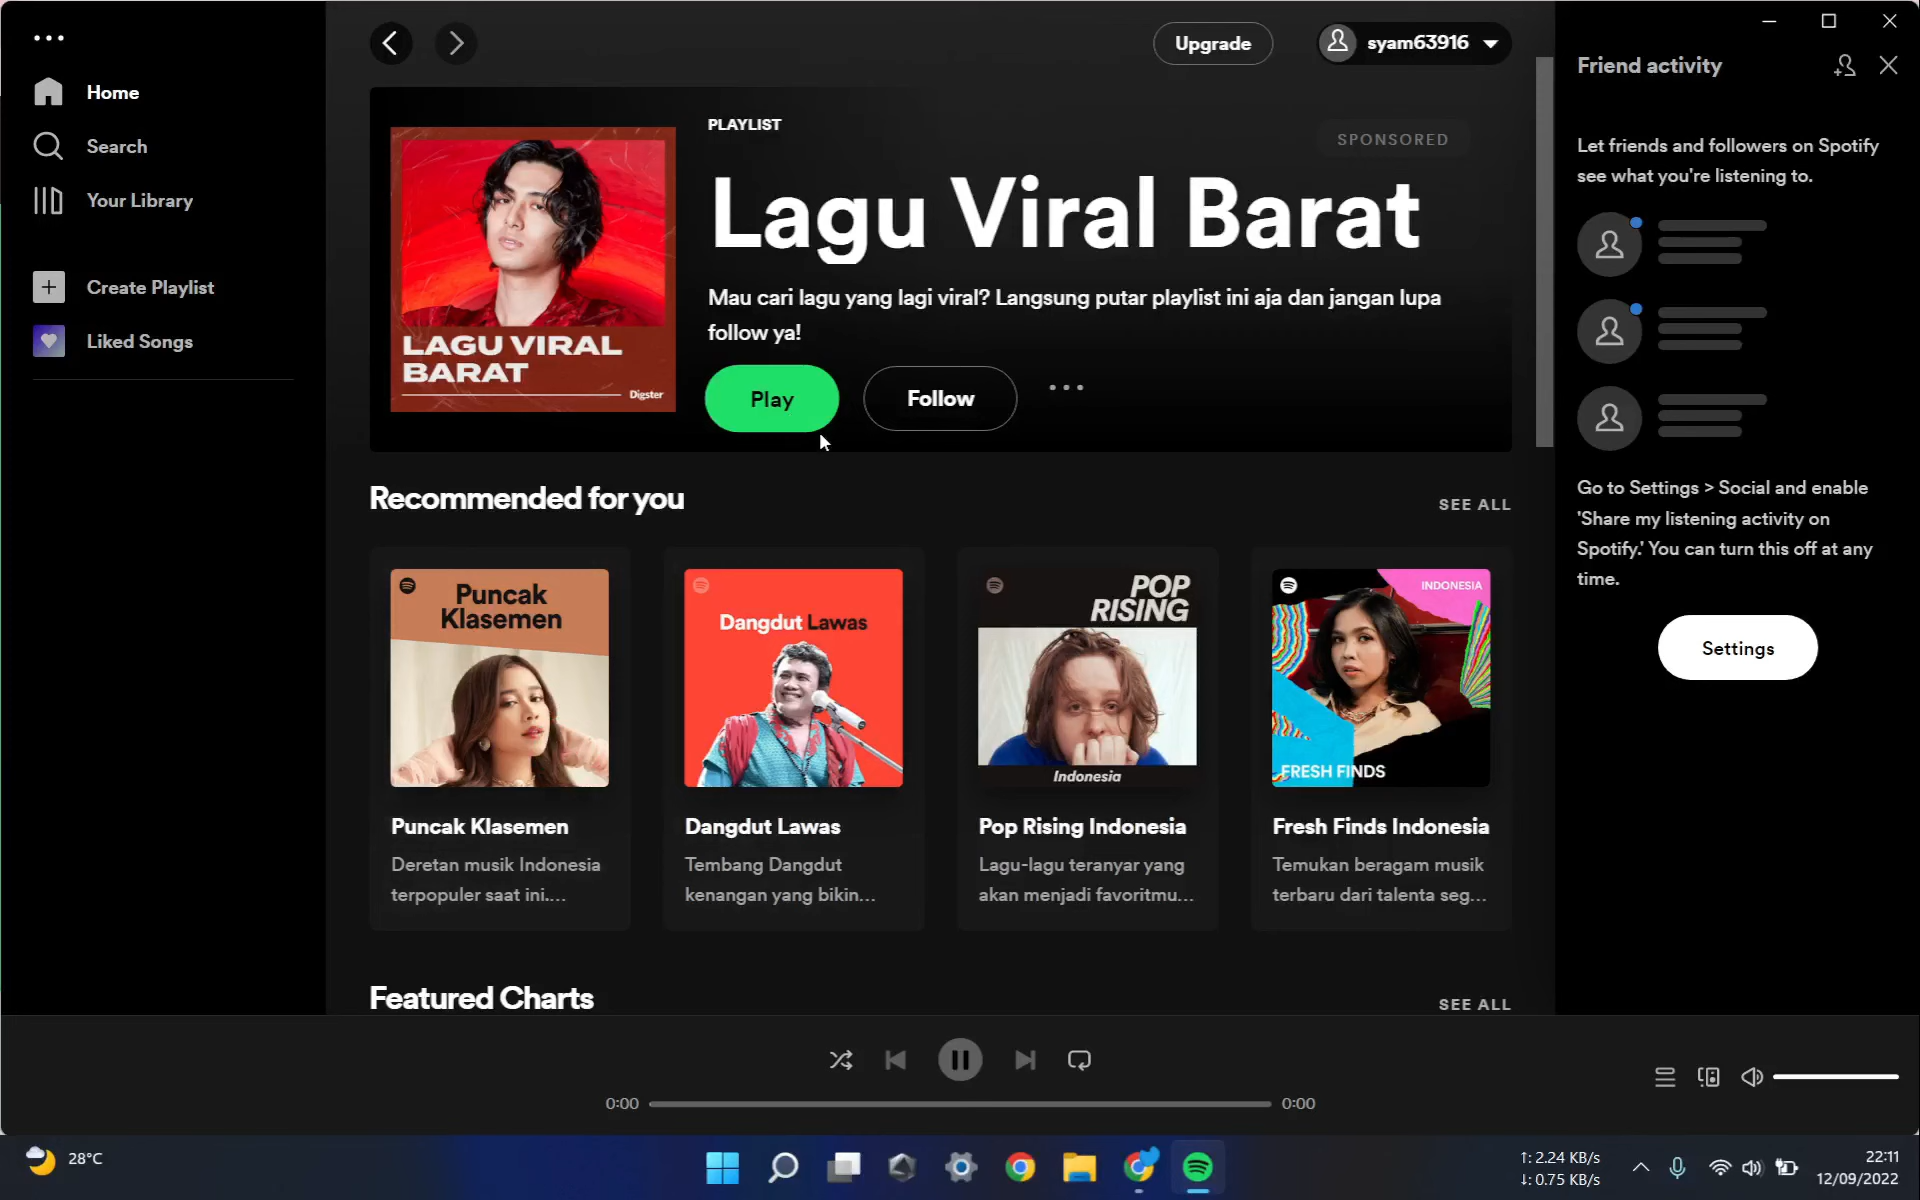 Home
Search
Your Library
Create Playlist
Liked Songs
Upgrade
syam63916
PLAYLIST
SPONSORED
Lagu Viral Barat
Mau cari lagu yang lagi viral? Langsung putar playlist ini aja dan jangan lupa
follow ya!
LAGU VIRAL
BARAT
Digster
Play
Follow
Recommended for you
SEE ALL
Puncak
Klasemen
Puncak Klasemen
Deretan musik Indonesia
terpopuler saat ini....
Dangdut Lawas
Dangdut Lawas
Tembang Dangdut
kenangan yang bikin...
POP
RISING
Indonesia
Pop Rising Indonesia
Lagu-lagu teranyar yang
akan menjadi favoritmu...
INDONESIA
FRESH FINDS
Fresh Finds Indonesia
Temukan beragam musik
terbaru dari talenta seg...
Featured Charts
SEE ALL
Friend activity
Let friends and followers on Spotify
see what you're listening to.
Go to Settings > Social and enable
'Share my listening activity on
Spotify.' You can turn this off at any
time.
Settings
0:00
0:00
28°C
↑: 2.24 KB/s
↓: 0.75 KB/s
22:11
12/09/2022